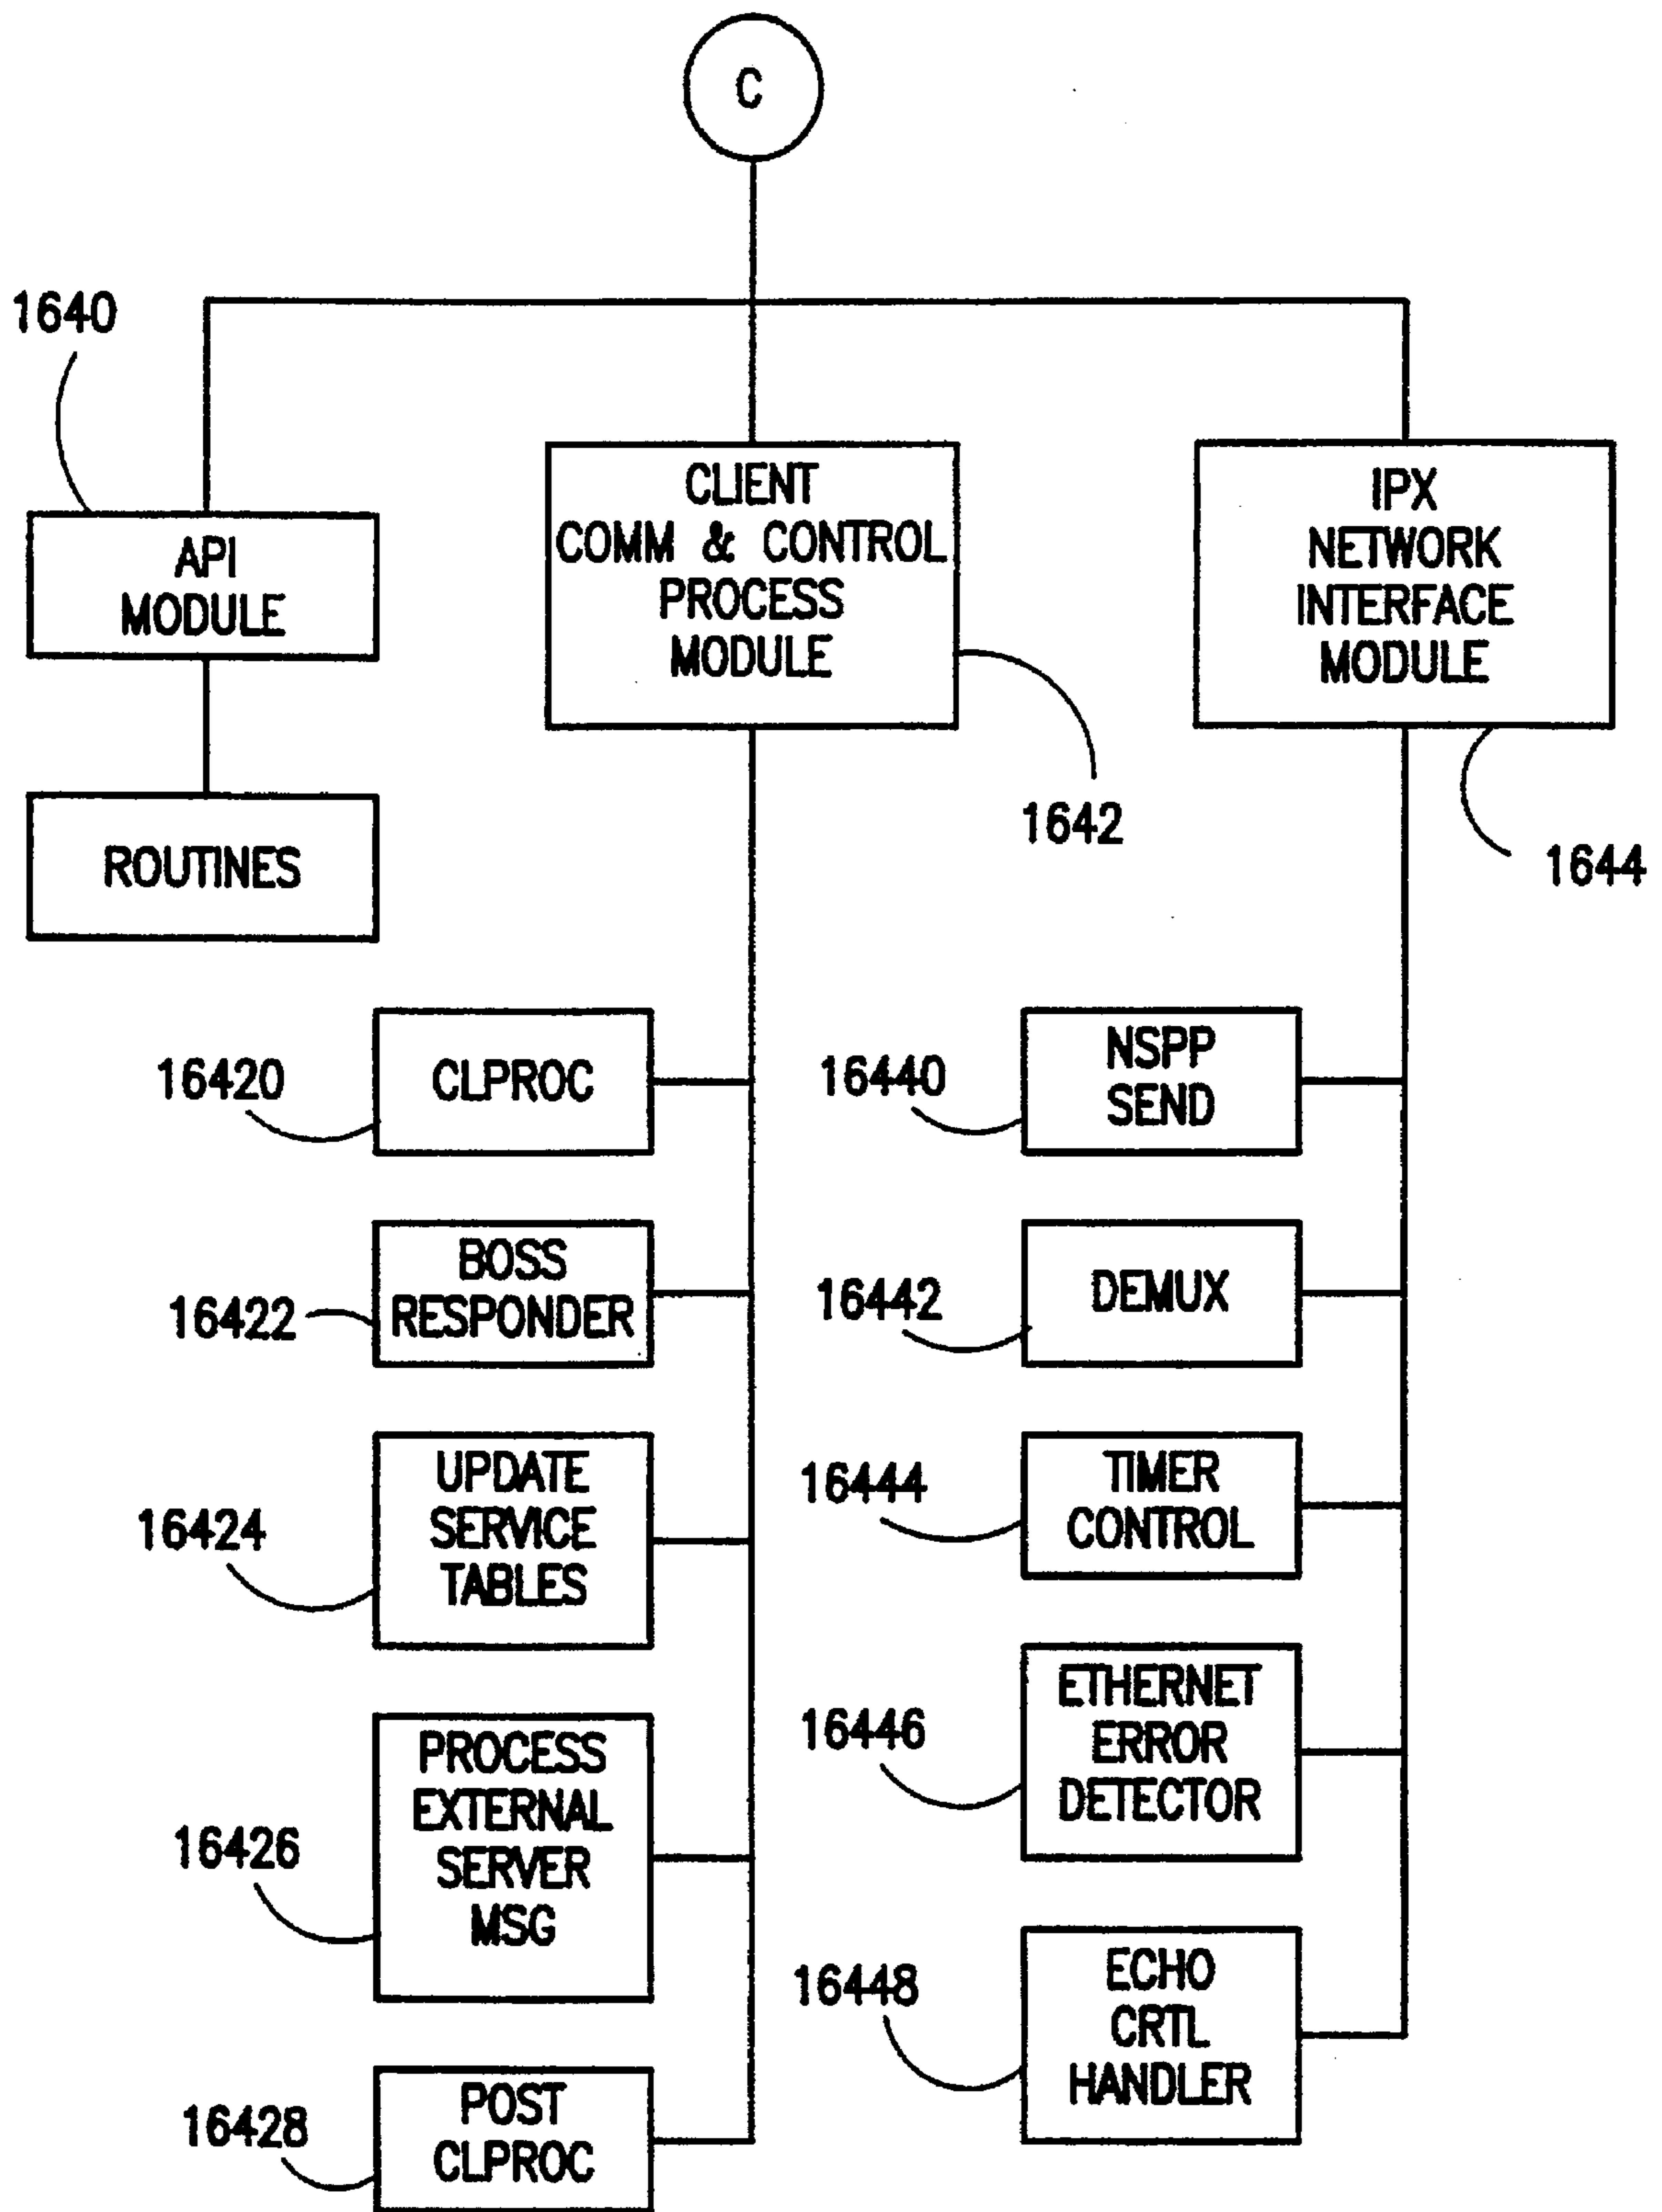 C
1640
API
MODULE
ROUTINES
CLIENT
COMM & CONTROL
PROCESS
MODULE
1642
IPX
NETWORK
INTERFACE
MODULE
1644
16420
CLPROC
16422
BOSS
RESPONDER
16424
UPDATE
SERVICE
TABLES
16426
PROCESS
EXTERNAL
SERVER
MSG
16428
POST
CLPROC
16440
NSPP
SEND
16442
DEMUX
16444
TIMER
CONTROL
16446
ETHERNET
ERROR
DETECTOR
16448
ECHO
CRTL
HANDLER